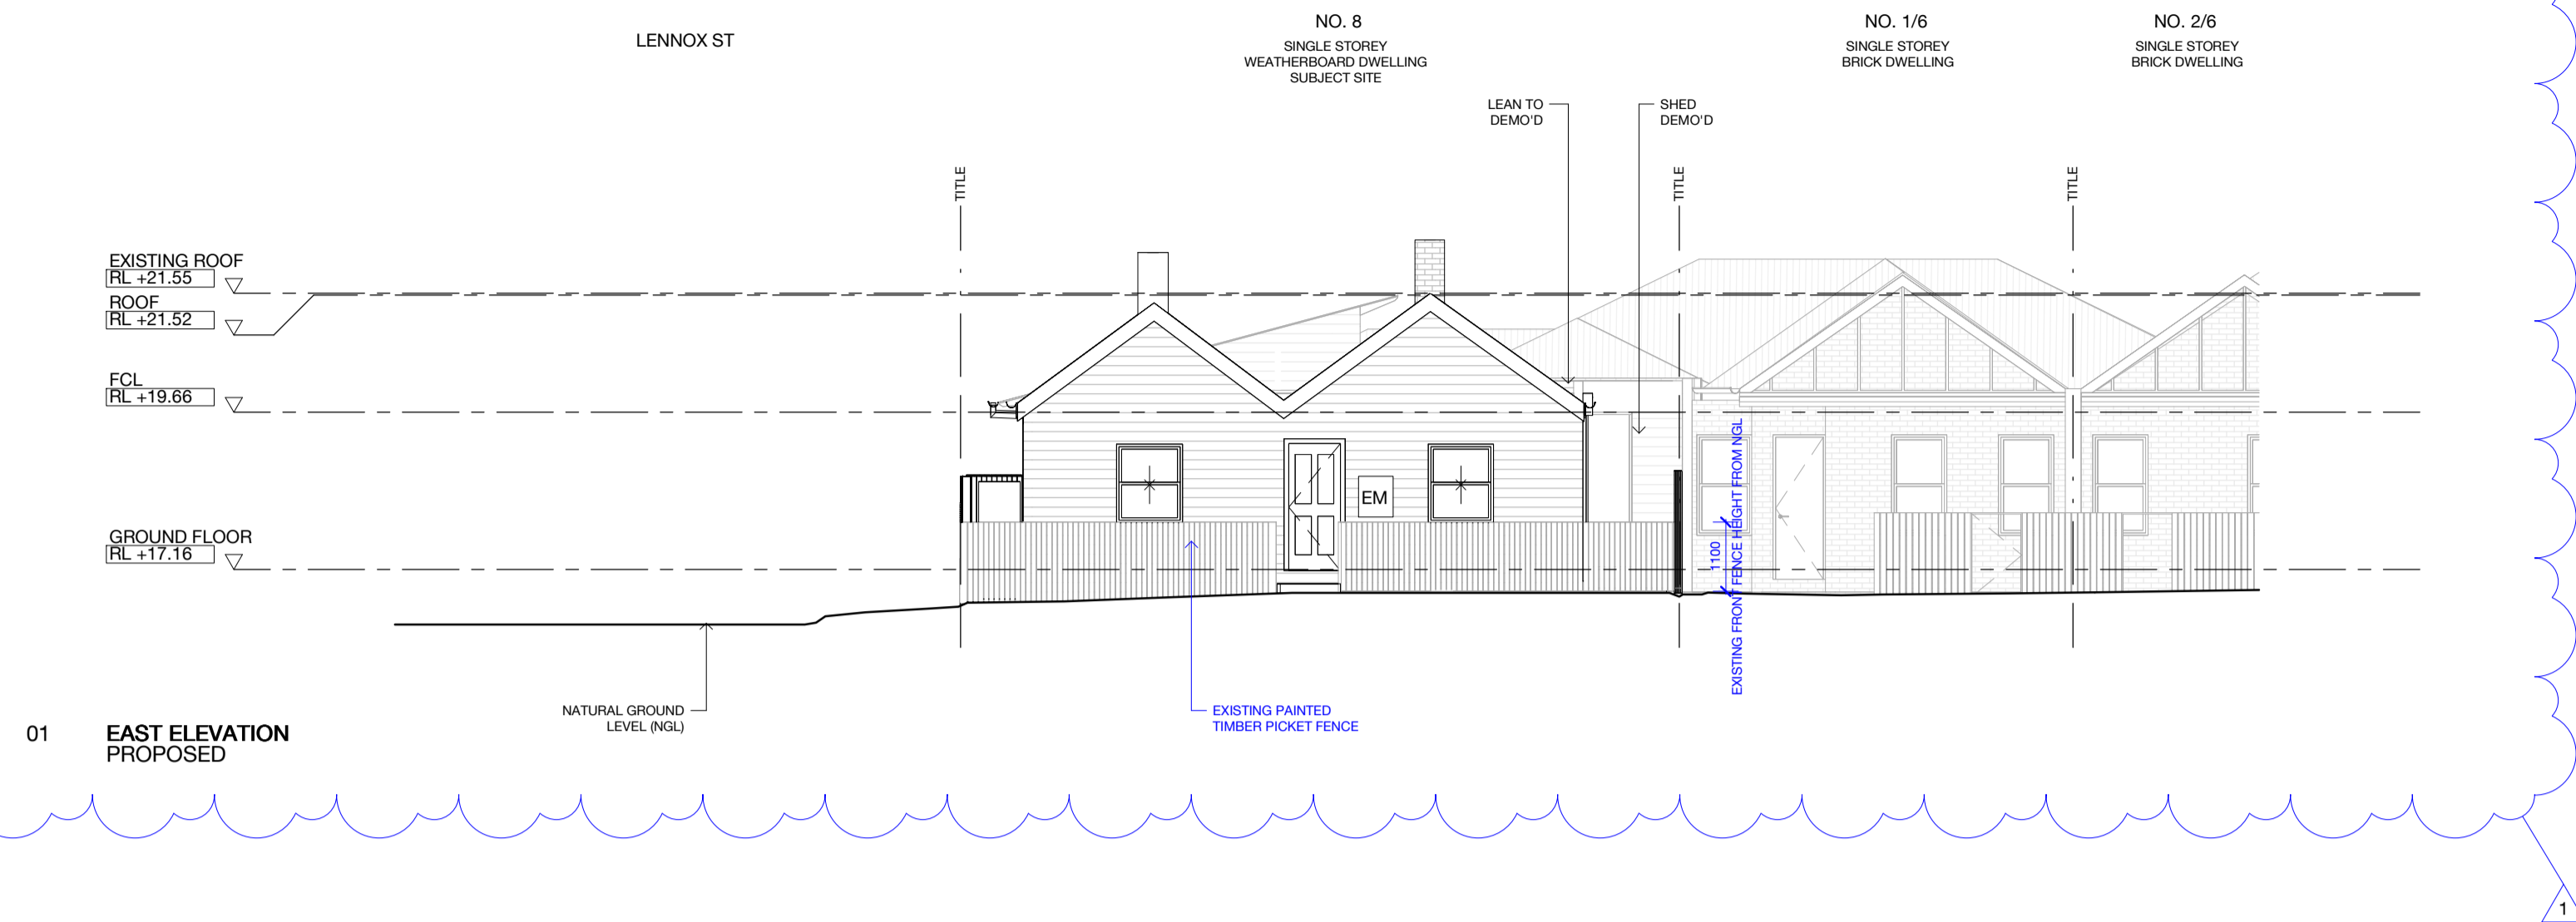 LENNOX ST
NO. 8
SINGLE STOREY
WEATHERBOARD DWELLING
SUBJECT SITE
NO. 1/6
SINGLE STOREY
BRICK DWELLING
NO. 2/6
SINGLE STOREY
BRICK DWELLING
LEAN TO
DEMO'D
SHED
DEMO'D
TITLE
TITLE
TITLE
EXISTING ROOF
RL +21.55
ROOF
RL +21.52
FCL
RL +19.66
GROUND FLOOR
RL +17.16
EM
1100
EXISTING FRONT FENCE HEIGHT FROM NGL
NATURAL GROUND
LEVEL (NGL)
EXISTING PAINTED
TIMBER PICKET FENCE
01
EAST ELEVATION
PROPOSED
1